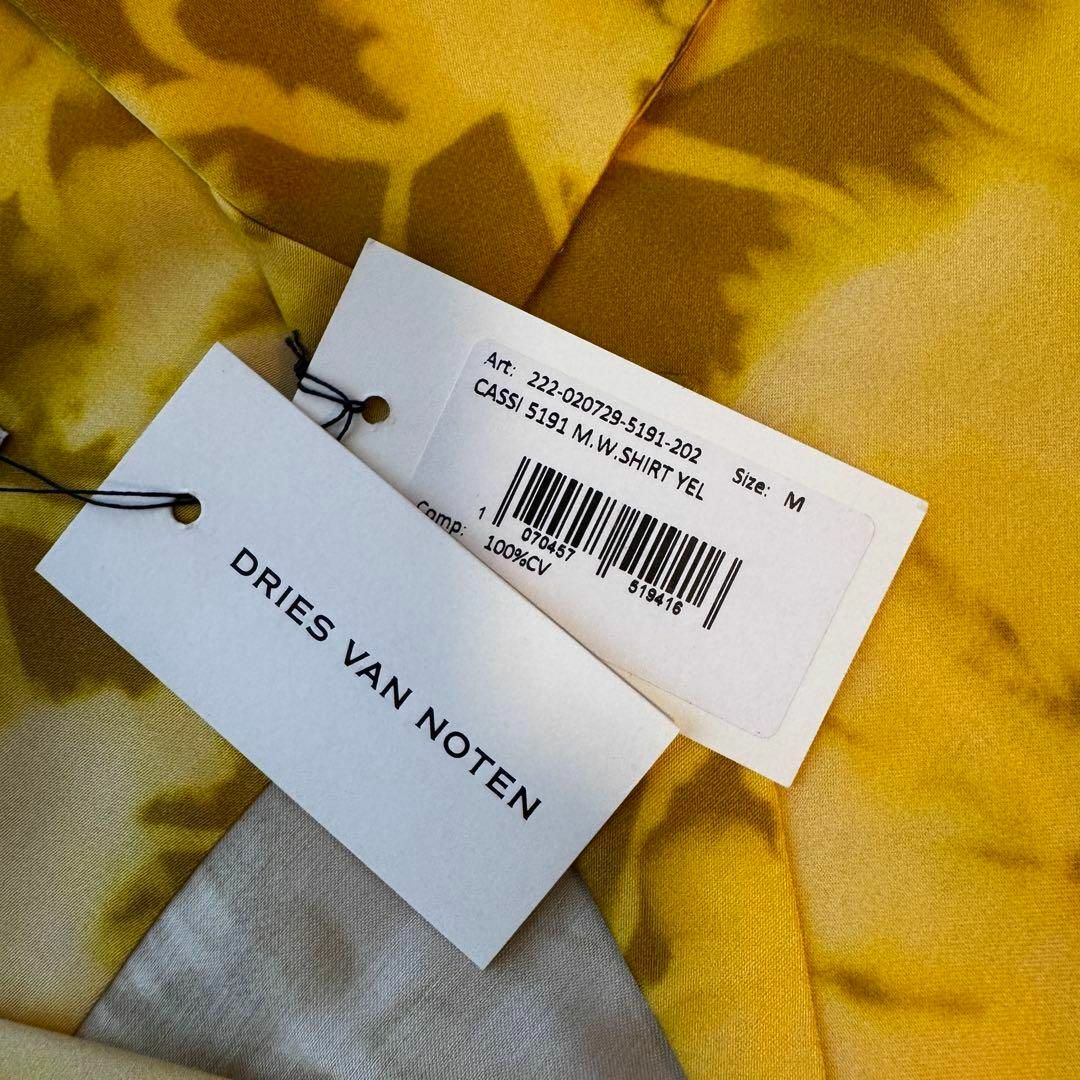 Art: 222-020729-5191-202
CASSI 5191 M.W.SHIRT YEL
Size: M
1 070457 519416
Comp: 100%CV
DRIES VAN NOTEN